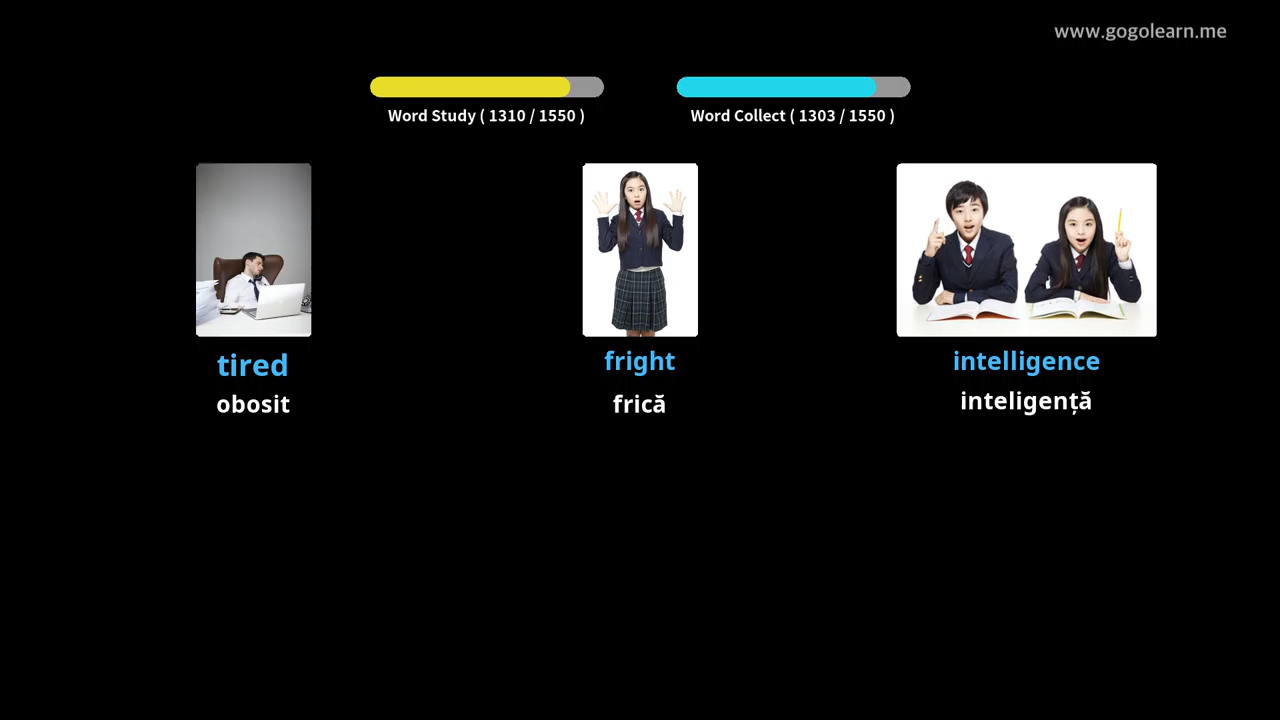 www.gogolearn.me
Word Study ( 1310 / 1550 )
Word Collect ( 1303 / 1550 )
tired
obosit
fright
frică
intelligence
inteligență